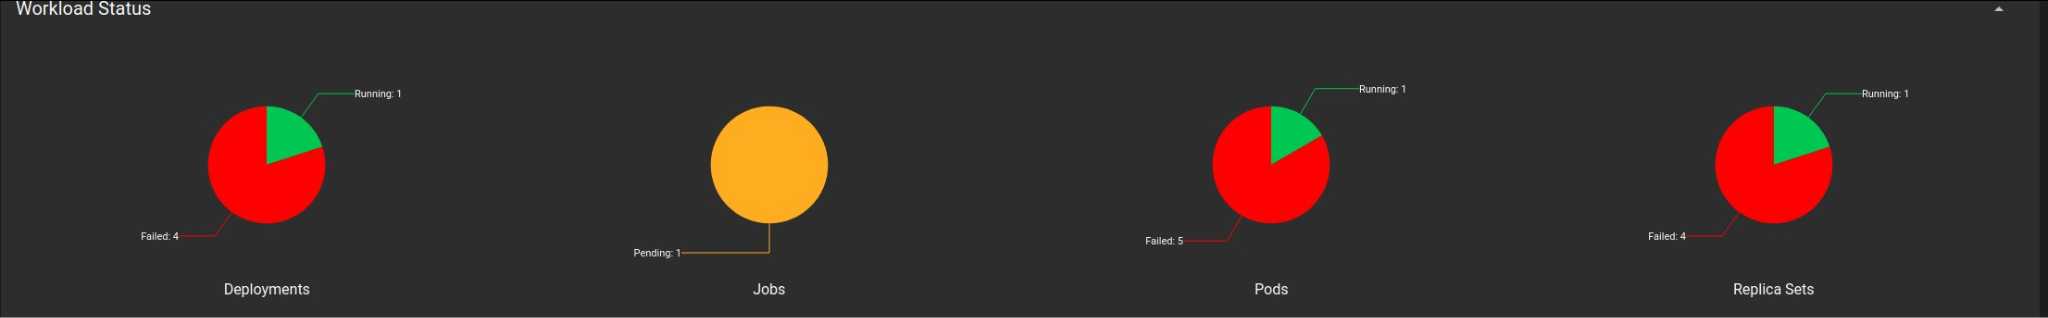 Workload Status
Running: 1
Failed: 4
Deployments
Pending: 1
Jobs
Running: 1
Failed: 5
Pods
Running: 1
Failed: 4
Replica Sets